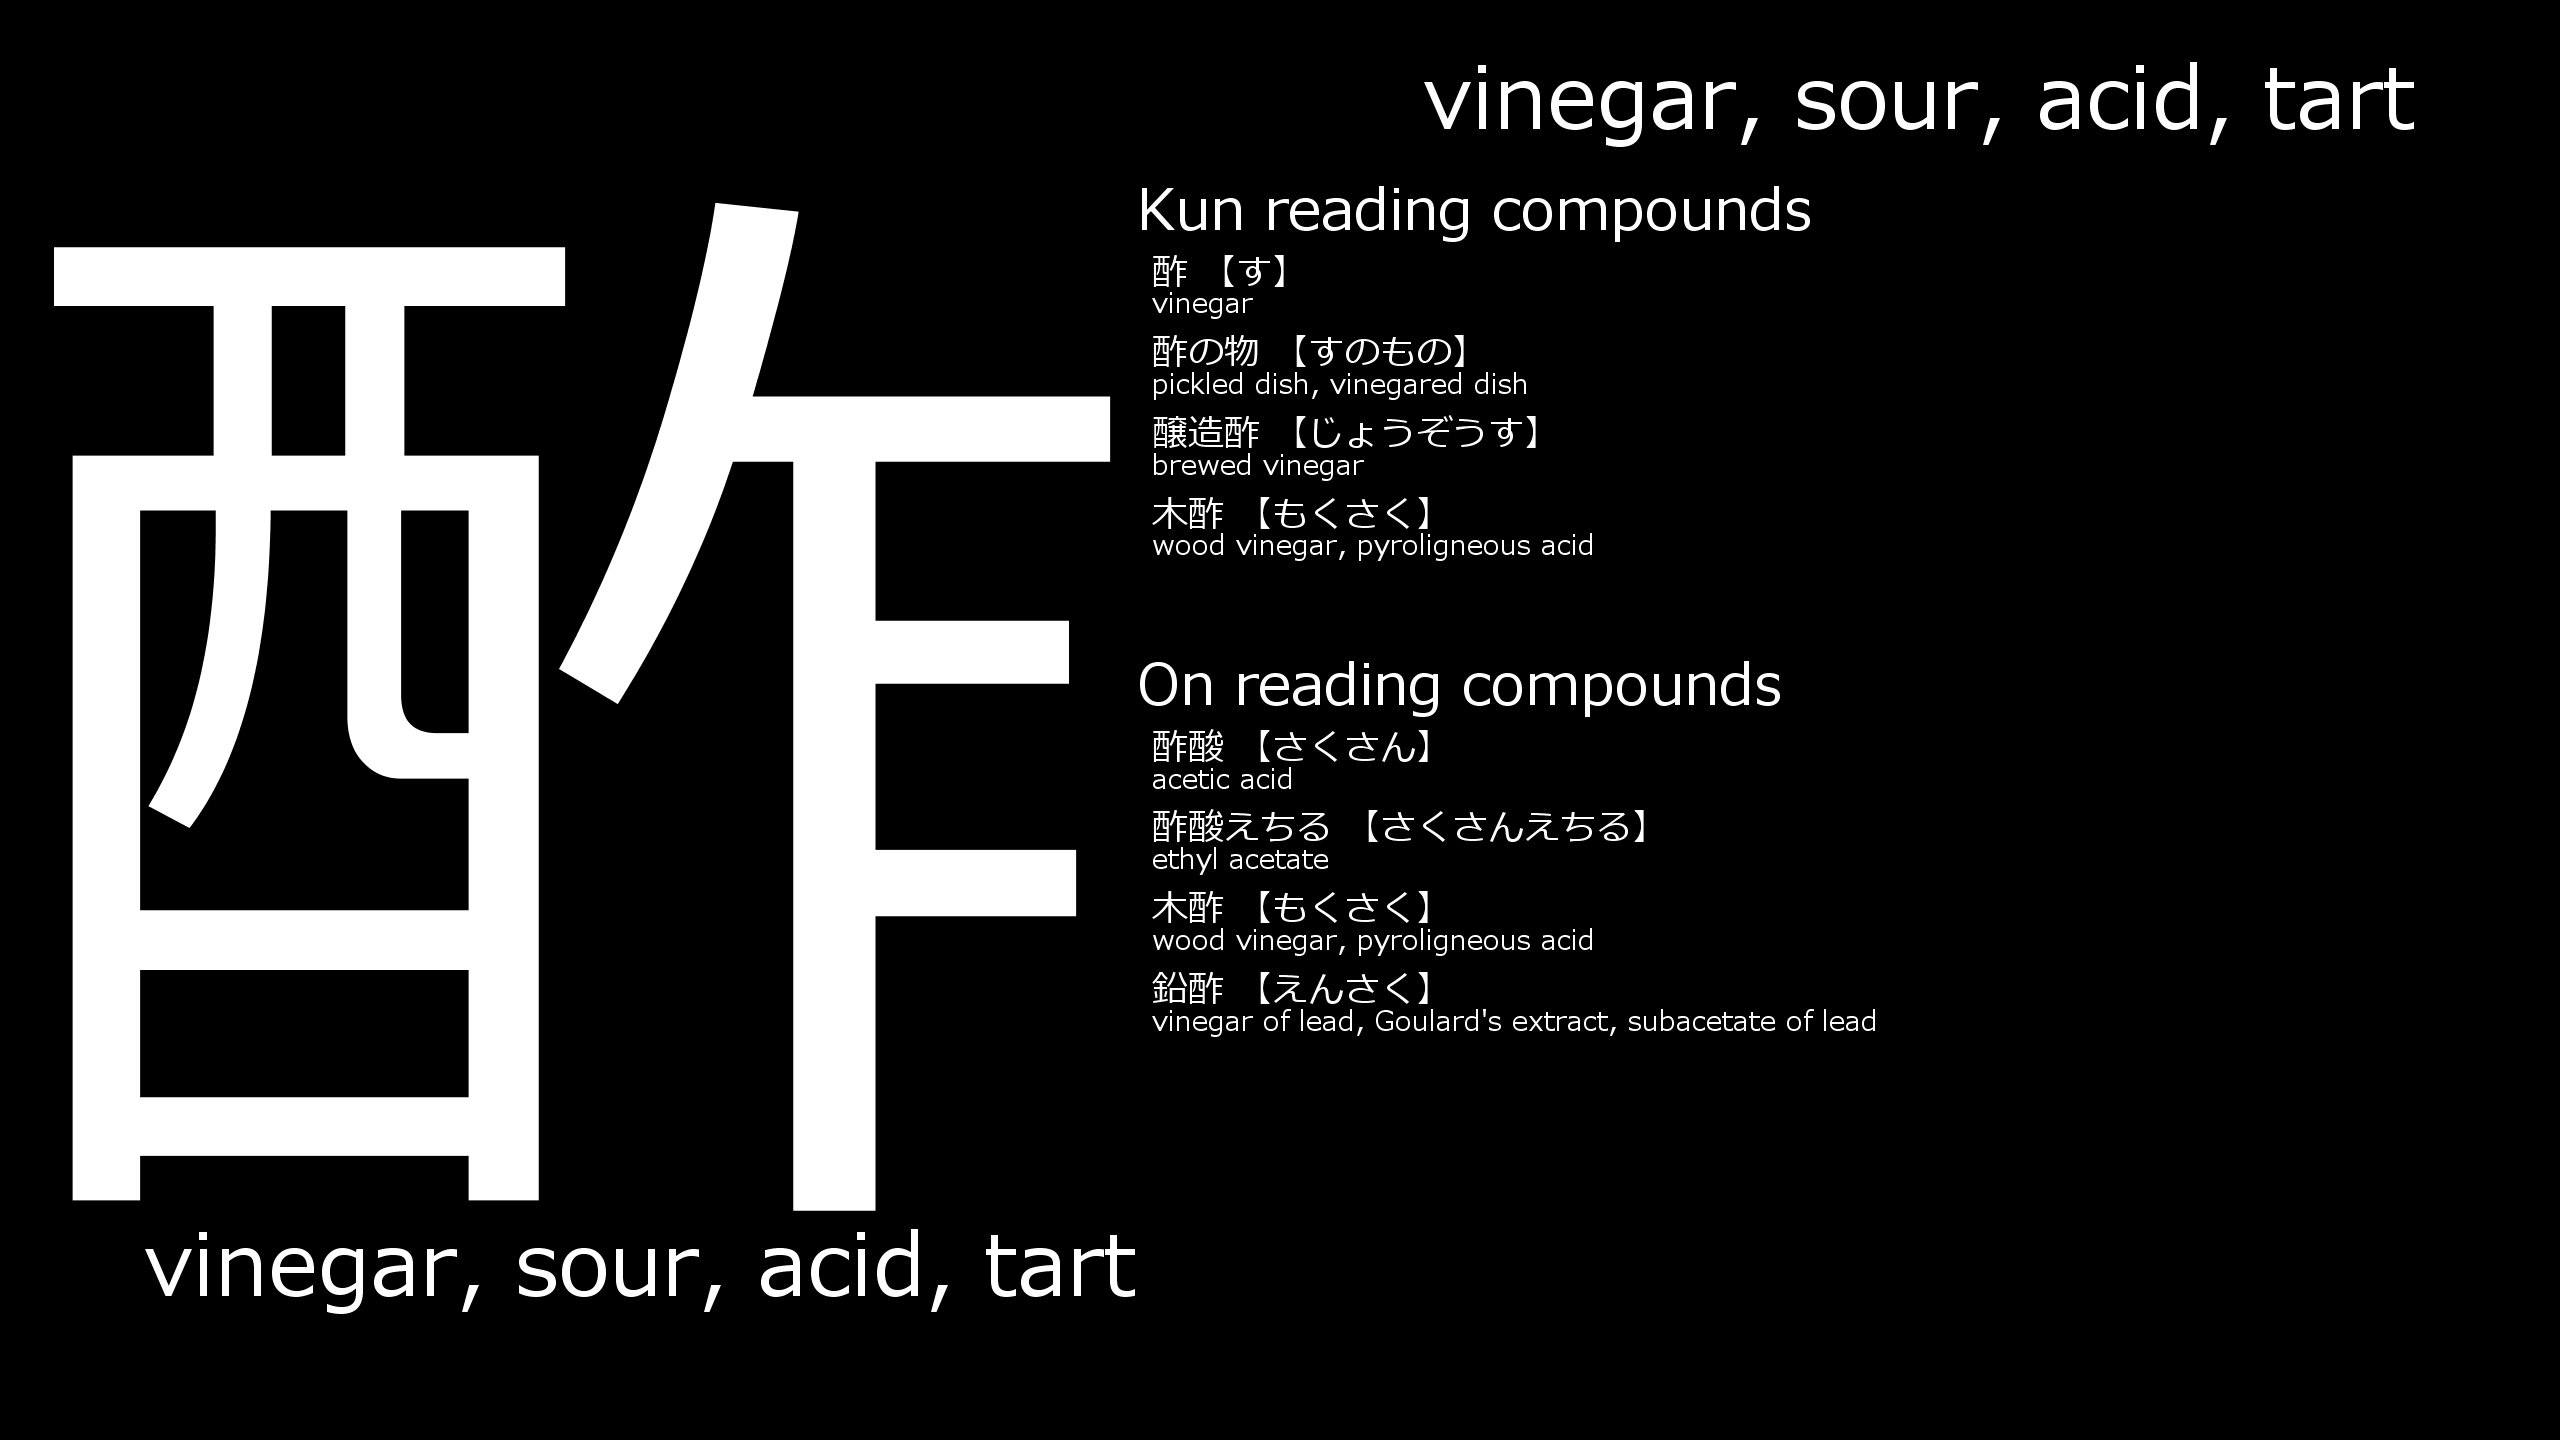 酢
vinegar, sour, acid, tart
vinegar, sour, acid, tart
Kun reading compounds
酢 【す】
vinegar
酢の物 【すのもの】
pickled dish, vinegared dish
醸造酢 【じょうぞうす】
brewed vinegar
木酢 【もくさく】
wood vinegar, pyroligneous acid
On reading compounds
酢酸 【さくさん】
acetic acid
酢酸えちる 【さくさんえちる】
ethyl acetate
木酢 【もくさく】
wood vinegar, pyroligneous acid
鉛酢 【えんさく】
vinegar of lead, Goulard's extract, subacetate of lead